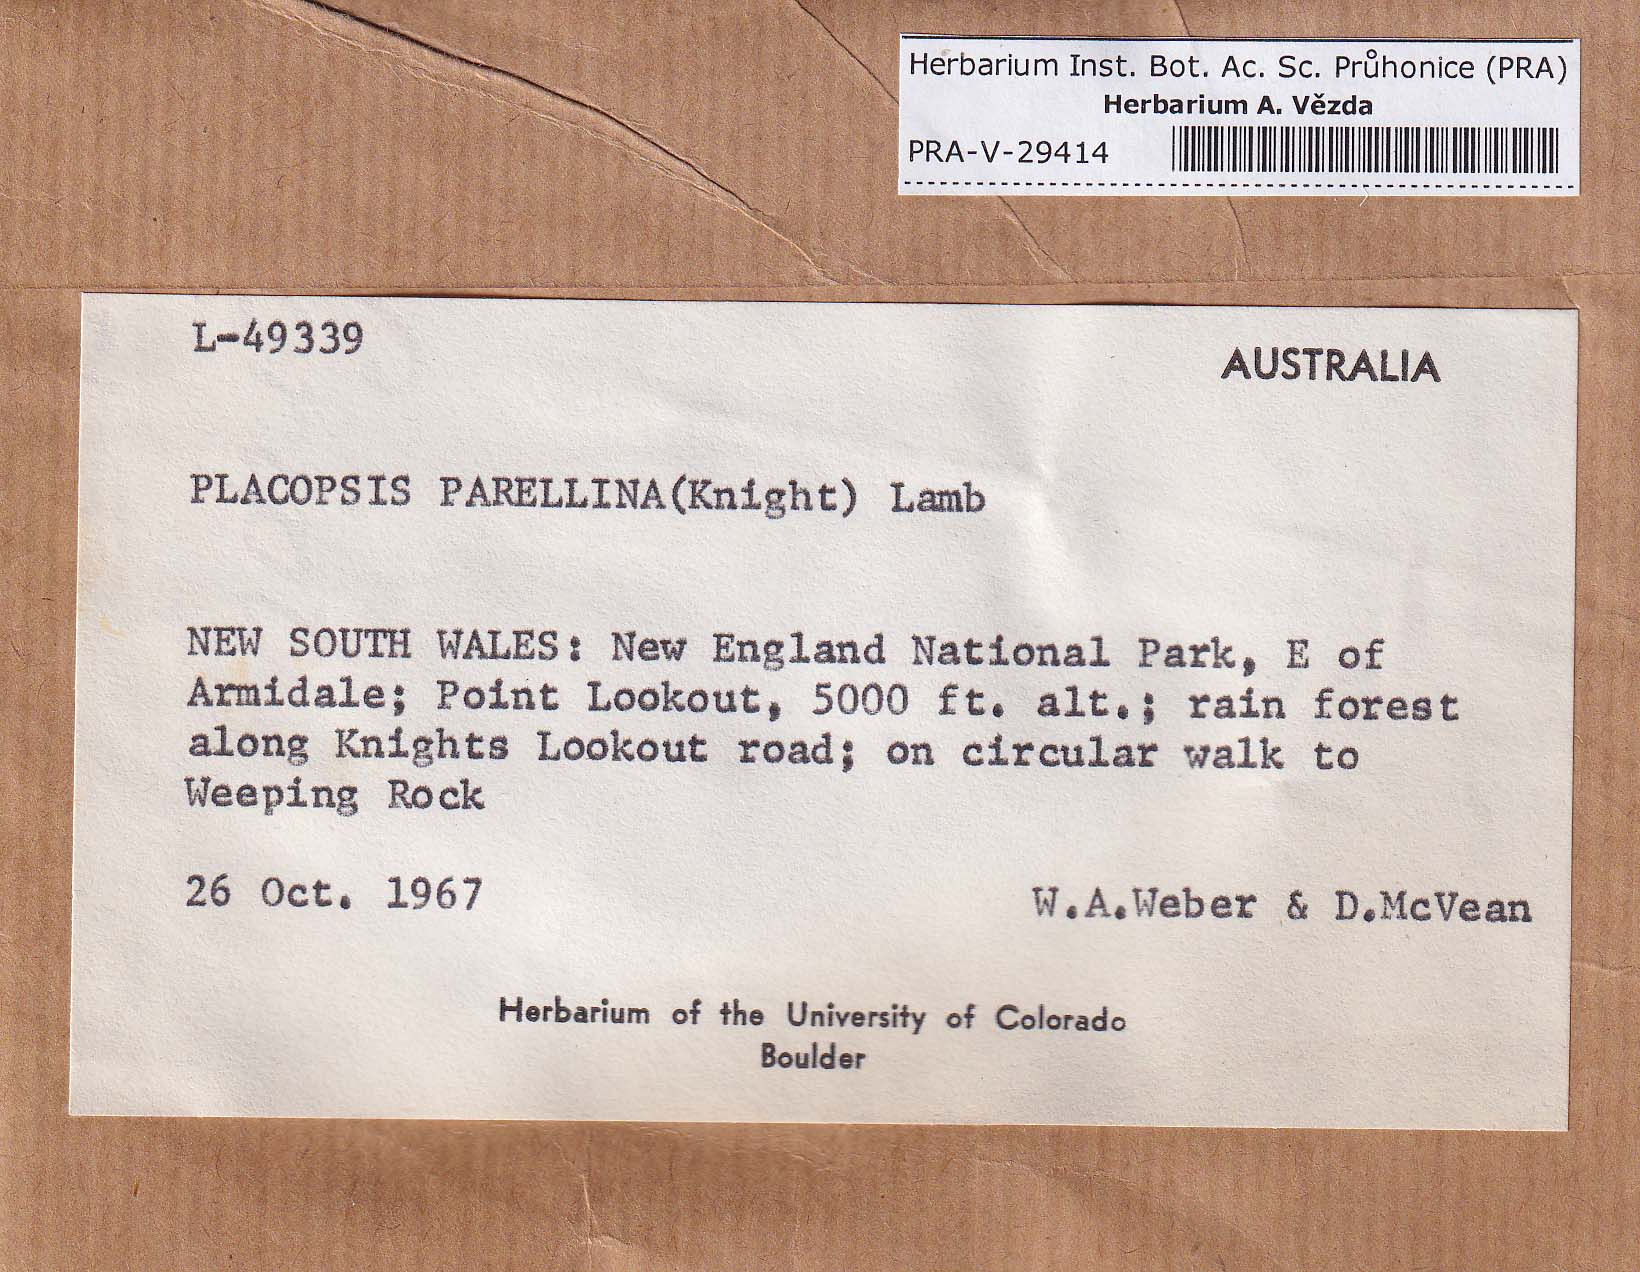 Herbarium Inst. Bot. Ac. Sc. Průhonice (PRA)
Herbarium A. Vězda
PRA-V-29414
L-49339
AUSTRALIA
PLACOPSIS PARELLINA(Knight) Lamb
NEW SOUTH WALES: New England National Park, E of
Armidale; Point Lookout, 5000 ft. alt.; rain forest
along Knights Lookout road; on circular walk to
Weeping Rock
26 Oct. 1967
W.A.Weber & D.McVean
Herbarium of the University of Colorado
Boulder